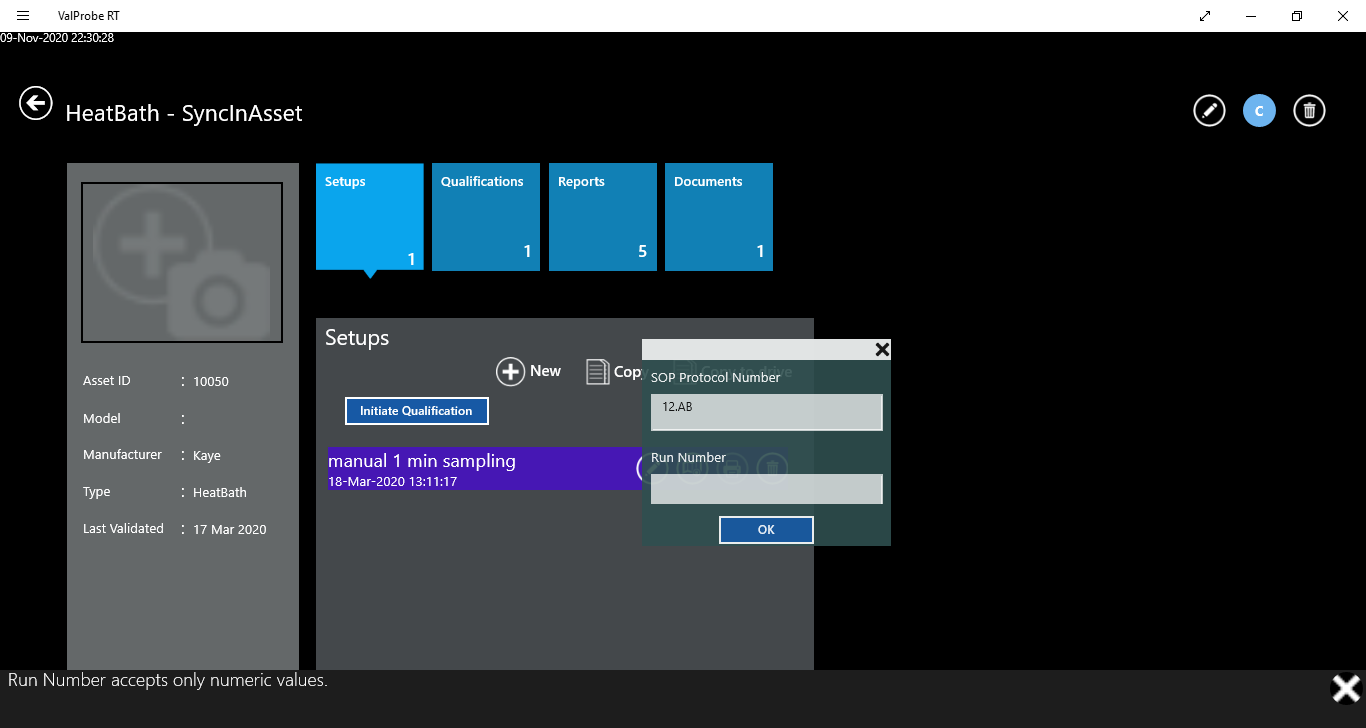 ValProbe RT
09-Nov-2020 22:30:28
HeatBath - SyncInAsset
C
Setups
1
Qualifications
1
Reports
5
Documents
1
Asset ID : 10050
Model :
Manufacturer : Kaye
Type : HeatBath
Last Validated : 17 Mar 2020
Setups
New
Copy
Copy to drive
Initiate Qualification
manual 1 min sampling
18-Mar-2020 13:11:17
SOP Protocol Number
12.AB
Run Number
OK
Run Number accepts only numeric values.